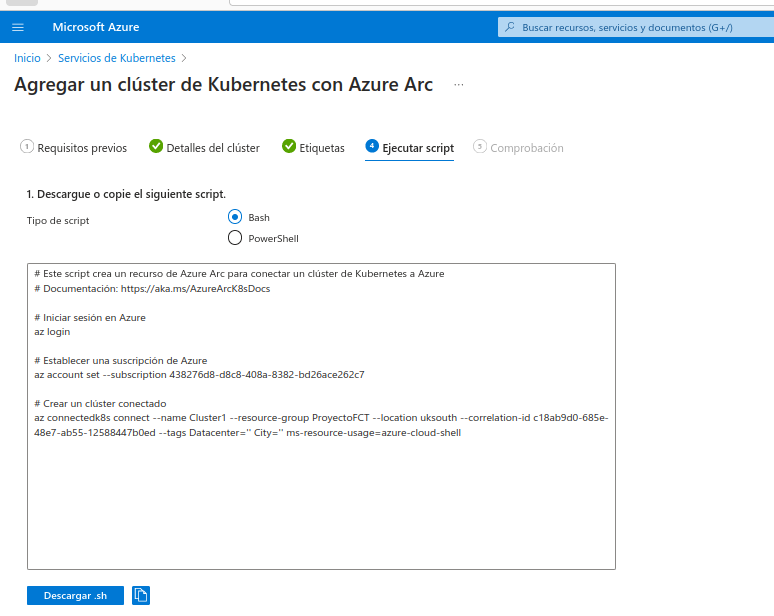 Microsoft Azure
Buscar recursos, servicios y documentos (G+/)
Inicio > Servicios de Kubernetes >
Agregar un clúster de Kubernetes con Azure Arc ...
1 Requisitos previos Detalles del clúster Etiquetas 4 Ejecutar script 5 Comprobación
1. Descargue o copie el siguiente script.
Tipo de script
Bash
PowerShell
# Este script crea un recurso de Azure Arc para conectar un clúster de Kubernetes a Azure
# Documentación: https://aka.ms/AzureArcK8sDocs
# Iniciar sesión en Azure
az login
# Establecer una suscripción de Azure
az account set --subscription 438276d8-d8c8-408a-8382-bd26ace262c7
# Crear un clúster conectado
az connectedk8s connect --name Cluster1 --resource-group ProyectoFCT --location uksouth --correlation-id c18ab9d0-685e-
48e7-ab55-12588447b0ed --tags Datacenter='' City='' ms-resource-usage=azure-cloud-shell
Descargar .sh